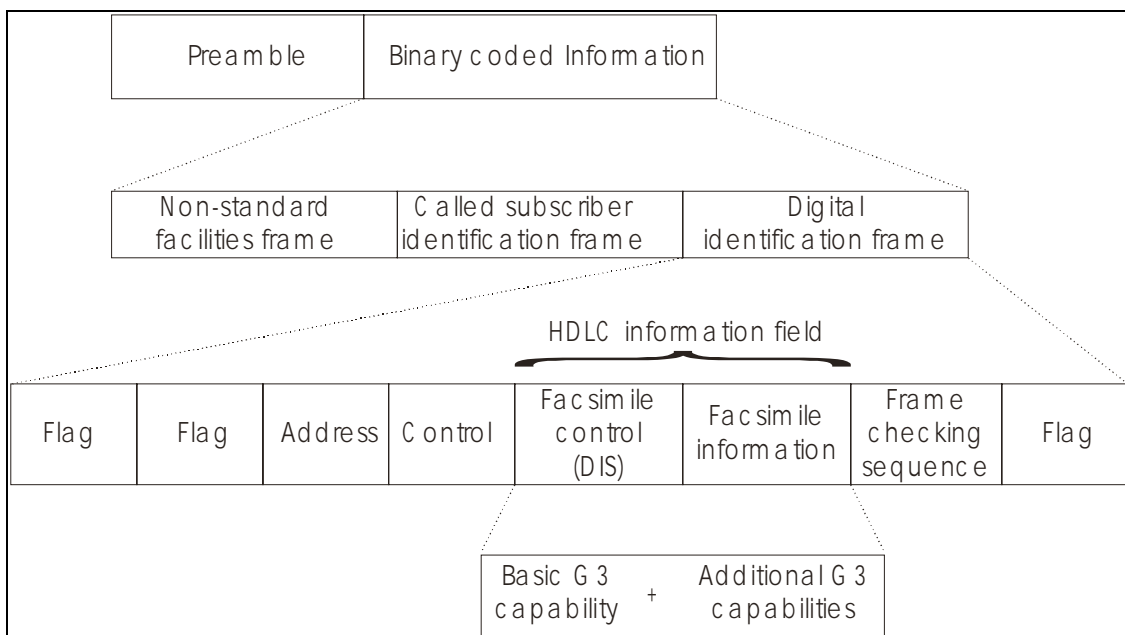 Preamble
Binary coded Information
Non-standard
facilities frame
Called subscriber
identification frame
Digital
identification frame
HDLC information field
Flag
Flag
Address
Control
Facsimile
control
(DIS)
Facsimile
information
Frame
checking
sequence
Flag
Basic G3
capability
+
Additional G3
capabilities